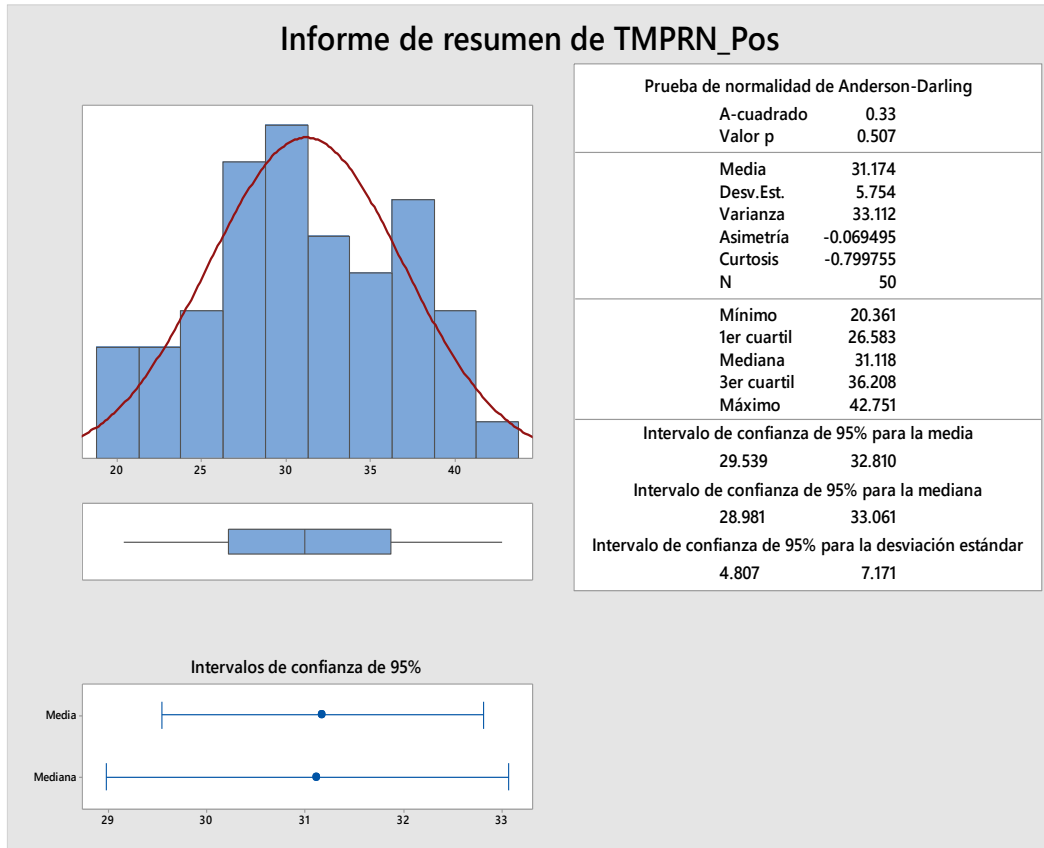 Informe de resumen de TMPRN_Pos
20 25 30 35 40
Prueba de normalidad de Anderson-Darling
A-cuadrado 0.33
Valor p 0.507
Media 31.174
Desv.Est. 5.754
Varianza 33.112
Asimetría -0.069495
Curtosis -0.799755
N 50
Mínimo 20.361
1er cuartil 26.583
Mediana 31.118
3er cuartil 36.208
Máximo 42.751
Intervalo de confianza de 95% para la media
29.539 32.810
Intervalo de confianza de 95% para la mediana
28.981 33.061
Intervalo de confianza de 95% para la desviación estándar
4.807 7.171
Intervalos de confianza de 95%
Media
Mediana
29 30 31 32 33